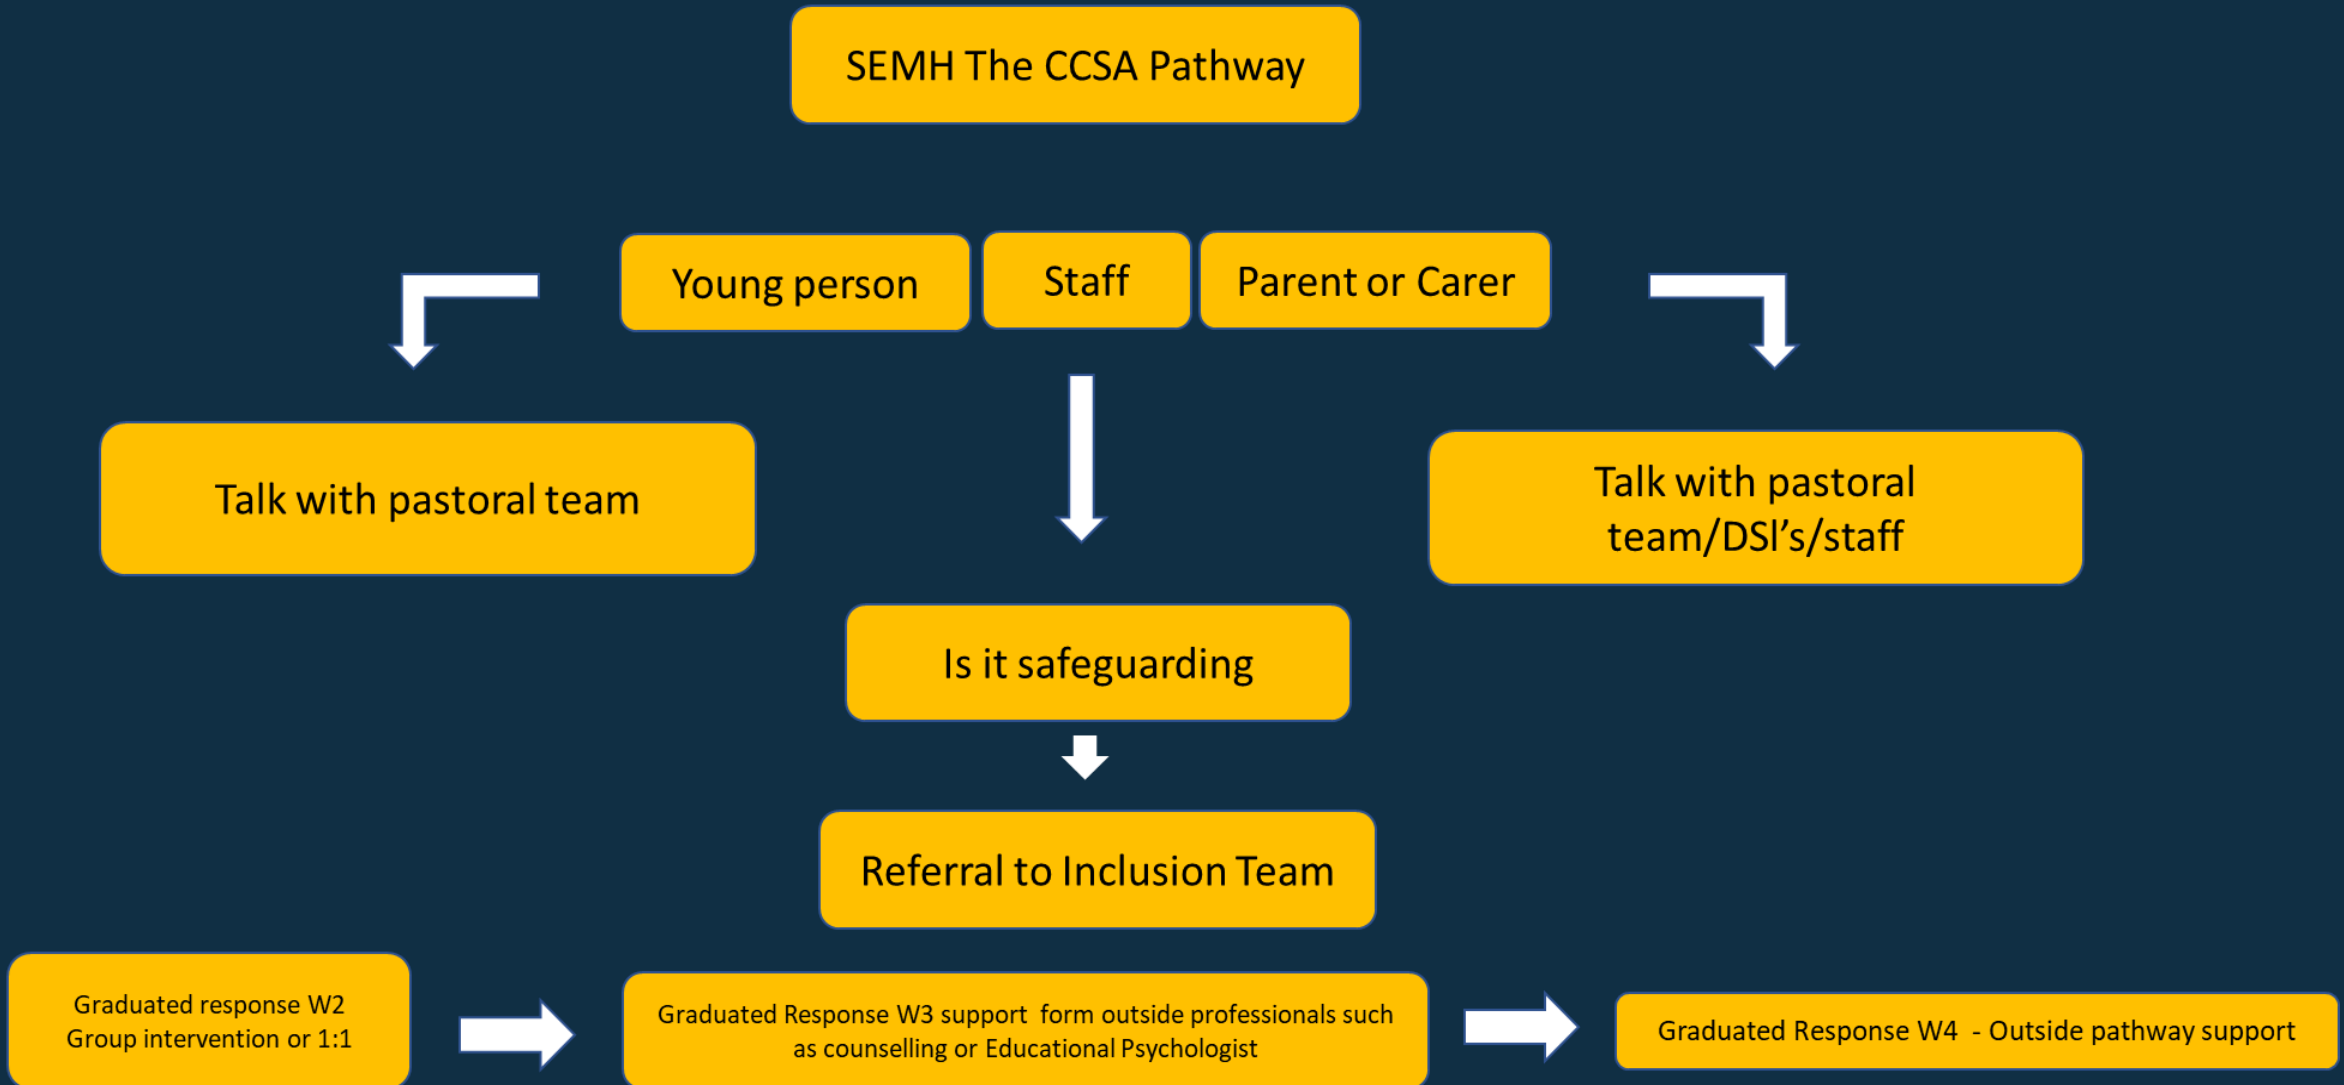 SEMH The CCSA Pathway
Young person
Staff
Parent or Carer
Talk with pastoral team
Talk with pastoral
team/DSl's/staff
Is it safeguarding
Referral to Inclusion Team
Graduated response W2
Group intervention or 1:1
Graduated Response W3 support  form outside professionals such
as counselling or Educational Psychologist
Graduated Response W4  - Outside pathway support